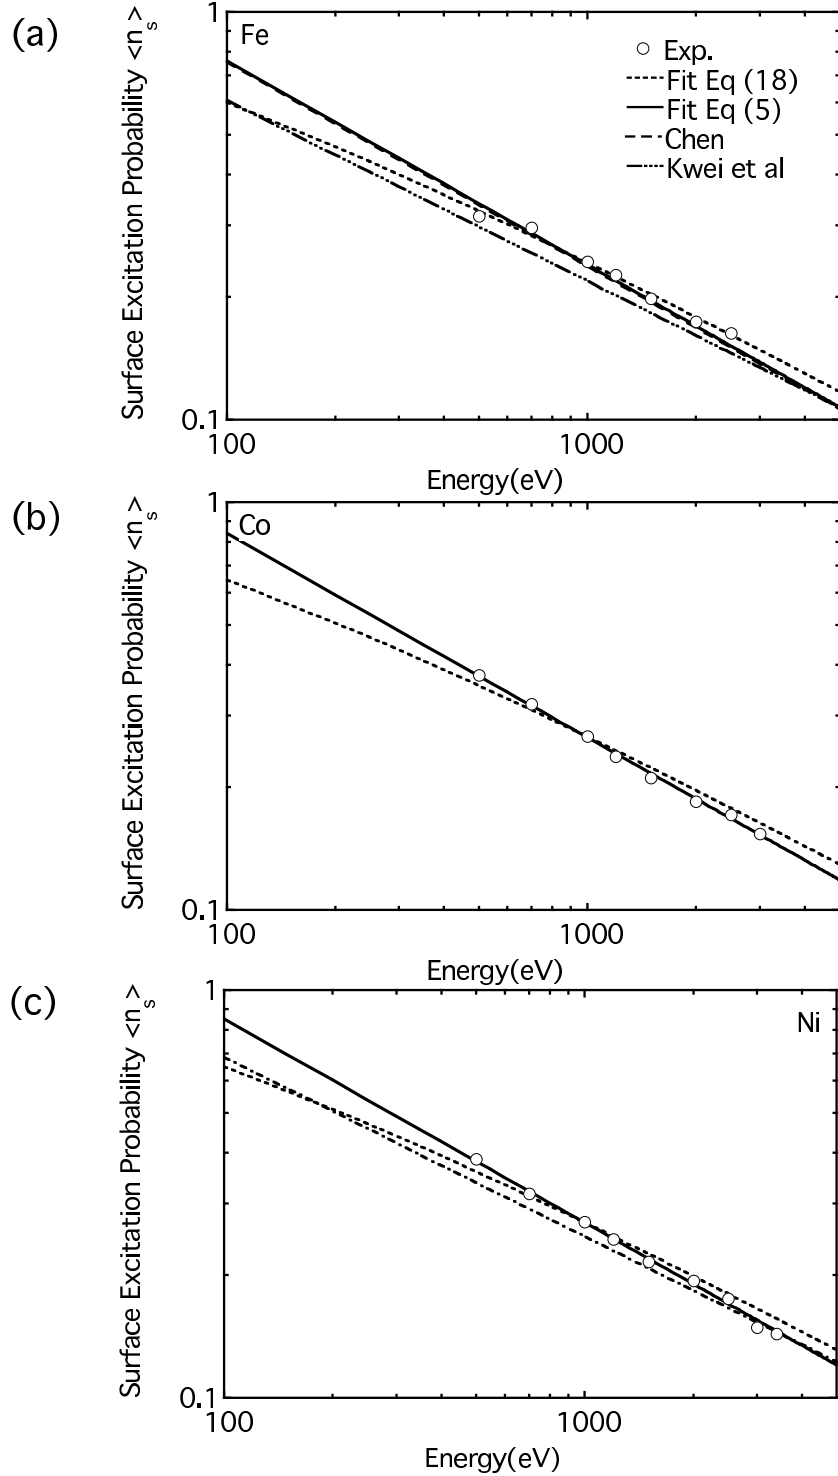 (a)
Fe
1
Exp.
Fit Eq (18)
Fit Eq (5)
Chen
Kwei et al
Surface Excitation Probability <n_s>
0.1
100
1000
Energy(eV)
(b)
Co
1
Surface Excitation Probability <n_s>
0.1
100
1000
Energy(eV)
(c)
Ni
1
Surface Excitation Probability <n_s>
0.1
100
1000
Energy(eV)